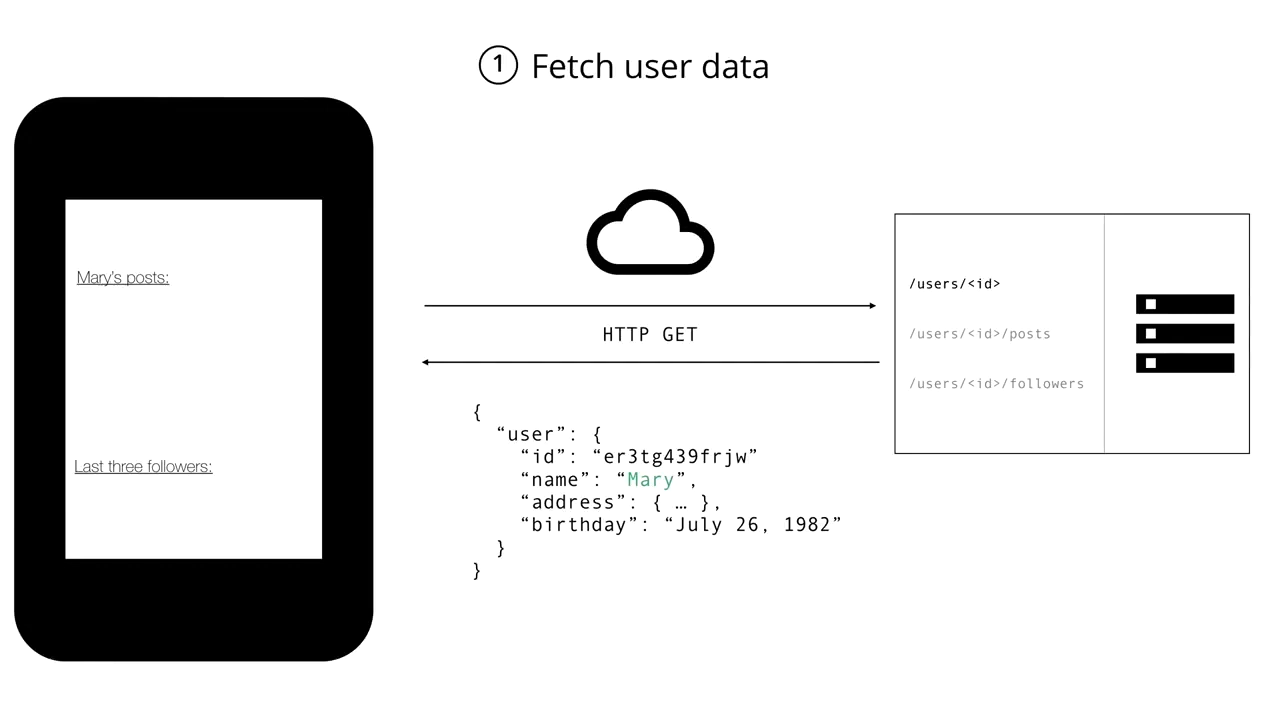 1 Fetch user data
Mary's posts:
Last three followers:
HTTP GET
{
“user”: {
“id”: “er3tg439frjw”
“name”: “Mary”,
“address”: { … },
“birthday”: “July 26, 1982”
}
}
/users/<id>
/users/<id>/posts
/users/<id>/followers